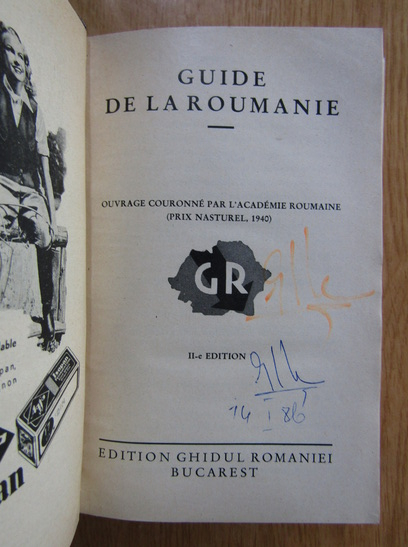 GUIDE
DE LA ROUMANIE
OUVRAGE COURONNÉ PAR L'ACADÉMIE ROUMAINE
(PRIX NASTUREL, 1940)
GR
II-e EDITION
14 I 86
EDITION GHIDUL ROMANIEI
BUCAREST